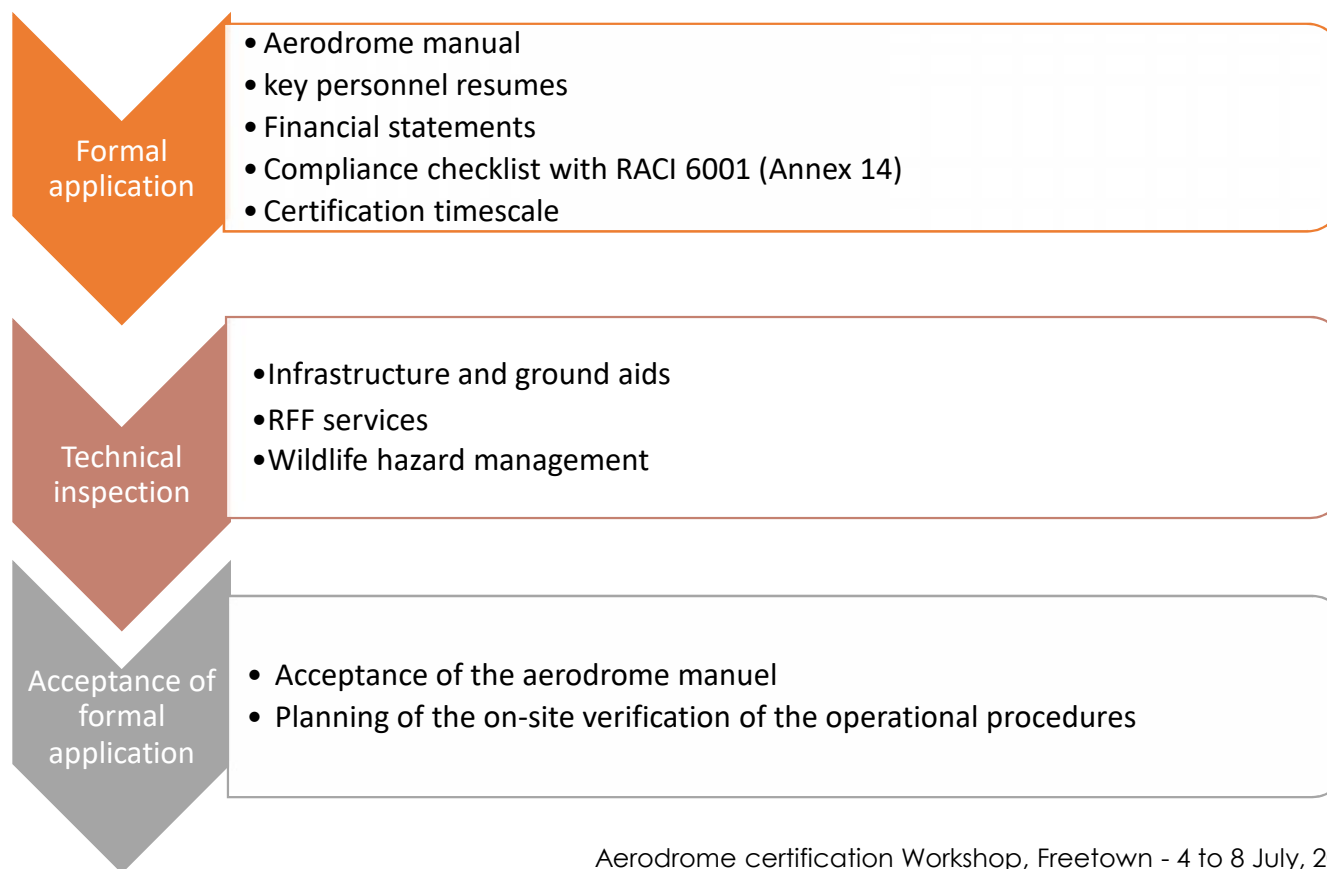 • Aerodrome manual
• key personnel resumes
• Financial statements
• Compliance checklist with RACI 6001 (Annex 14)
• Certification timescale
Formal
application
•Infrastructure and ground aids
•RFF services
•Wildlife hazard management
Technical
inspection
• Acceptance of the aerodrome manuel
• Planning of the on-site verification of the operational procedures
Acceptance of
formal
application
Aerodrome certification Workshop, Freetown - 4 to 8 July, 2